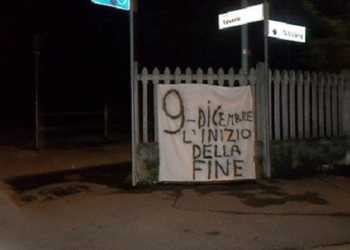 9-DICEMBRE
L'INIZIO
DELLA
FINE